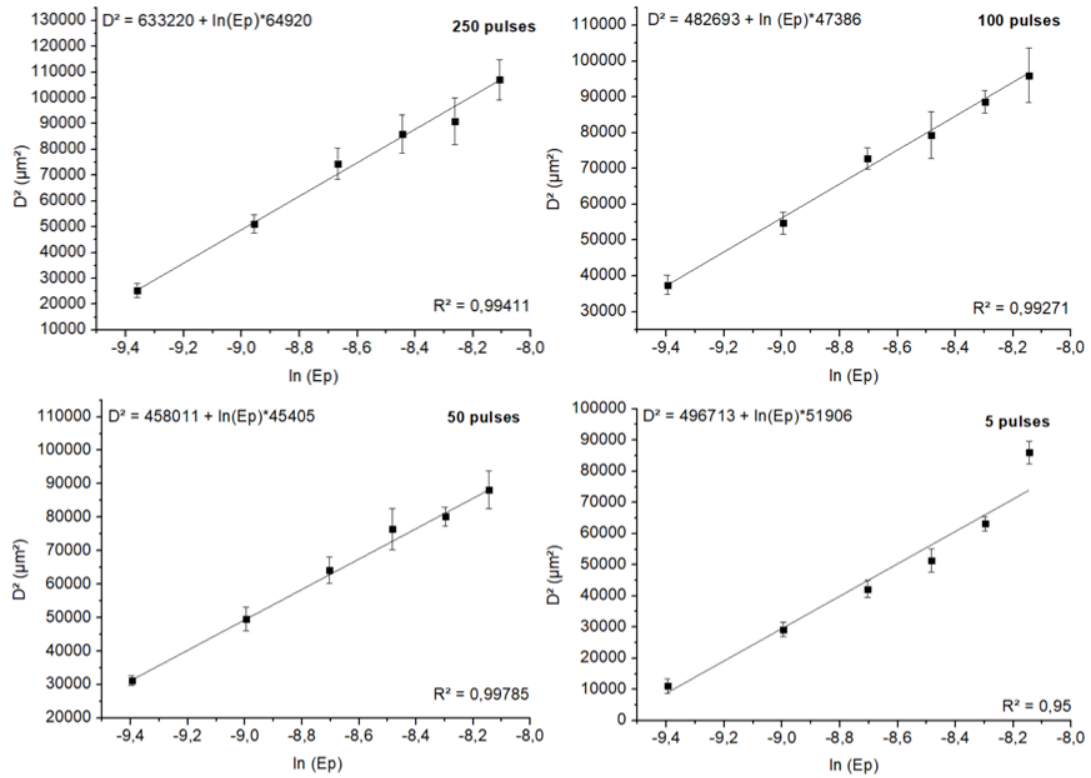 D² = 633220 + ln(Ep)*64920
250 pulses
130000
120000
110000
100000
90000
80000
70000
60000
50000
40000
30000
20000
10000
D² (µm²)
R² = 0,99411
-9,4 -9,2 -9,0 -8,8 -8,6 -8,4 -8,2 -8,0
ln (Ep)
D² = 482693 + ln (Ep)*47386
100 pulses
110000
100000
90000
80000
70000
60000
50000
40000
30000
D² (µm²)
R² = 0,99271
-9,4 -9,2 -9,0 -8,8 -8,6 -8,4 -8,2 -8,0
ln (Ep)
D² = 458011 + ln(Ep)*45405
50 pulses
110000
100000
90000
80000
70000
60000
50000
40000
30000
20000
D² (µm²)
R² = 0,99785
-9,4 -9,2 -9,0 -8,8 -8,6 -8,4 -8,2 -8,0
ln (Ep)
D² = 496713 + ln(Ep)*51906
5 pulses
100000
90000
80000
70000
60000
50000
40000
30000
20000
10000
0
D² (µm²)
R² = 0,95
-9,4 -9,2 -9,0 -8,8 -8,6 -8,4 -8,2 -8,0
ln (Ep)